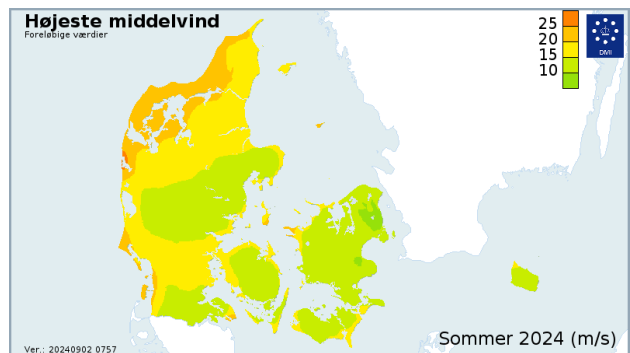 Højeste middelvind
Foreløbige værdier
25
20
15
10
DMI
Sommer 2024 (m/s)
Ver.: 20240902 0757